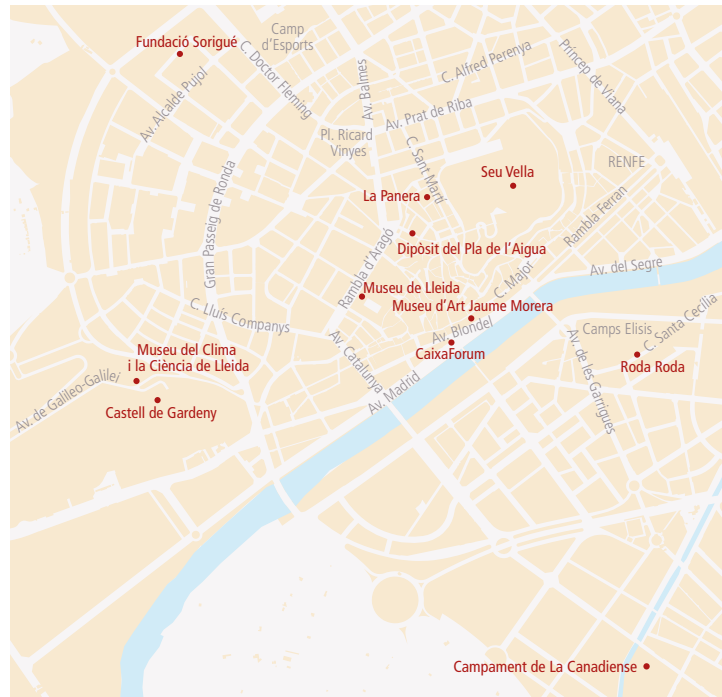 Fundació Sorigué
Camp
d'Esports
C. Doctor Fleming
Av. Alcalde Pujol
Av. Balmes
C. Alfred Perenya
Príncep de Viana
Av. Prat de Riba
Pl. Ricard
Vinyes
C. Sant Martí
Seu Vella
RENFE
La Panera
Rambla Ferran
Dipòsit del Pla de l'Aigua
Gran Passeig de Ronda
Rambla d'Aragó
C. Major
Av. del Segre
Museu de Lleida
C. Lluís Companys
Museu d'Art Jaume Morera
Av. Blondel
Camps Elisis
C. Santa Cecília
CaixaForum
Museu del Clima
i la Ciència de Lleida
Av. Catalunya
Av. Madrid
Av. de les Garrigues
Roda Roda
Av. de Galileo-Galilei
Castell de Gardeny
Campament de La Canadiense